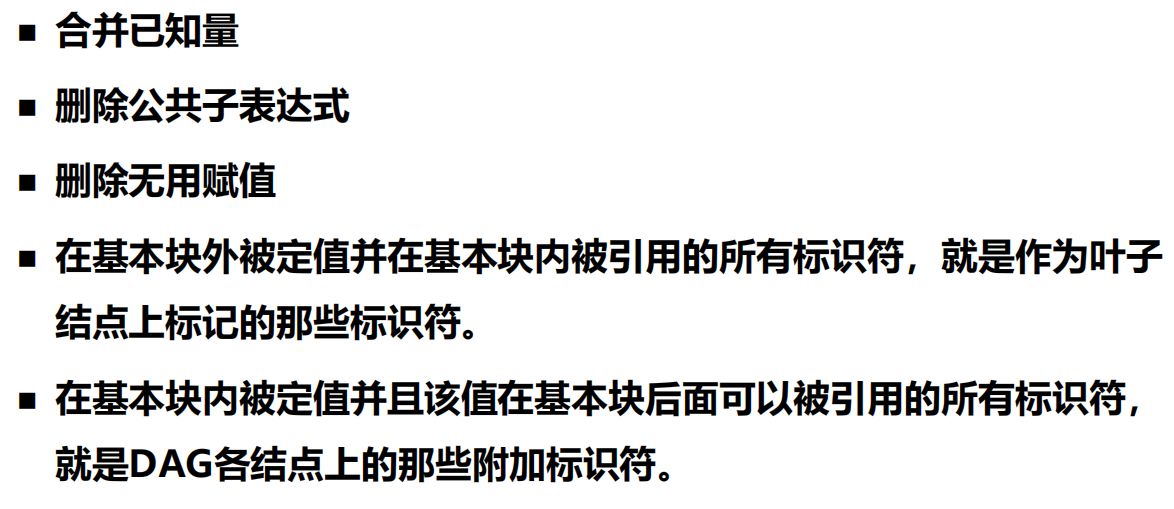 ▪ 合并已知量
▪ 删除公共子表达式
▪ 删除无用赋值
▪ 在基本块外被定值并在基本块内被引用的所有标识符，就是作为叶子
结点上标记的那些标识符。
▪ 在基本块内被定值并且该值在基本块后面可以被引用的所有标识符，
就是DAG各结点上的那些附加标识符。